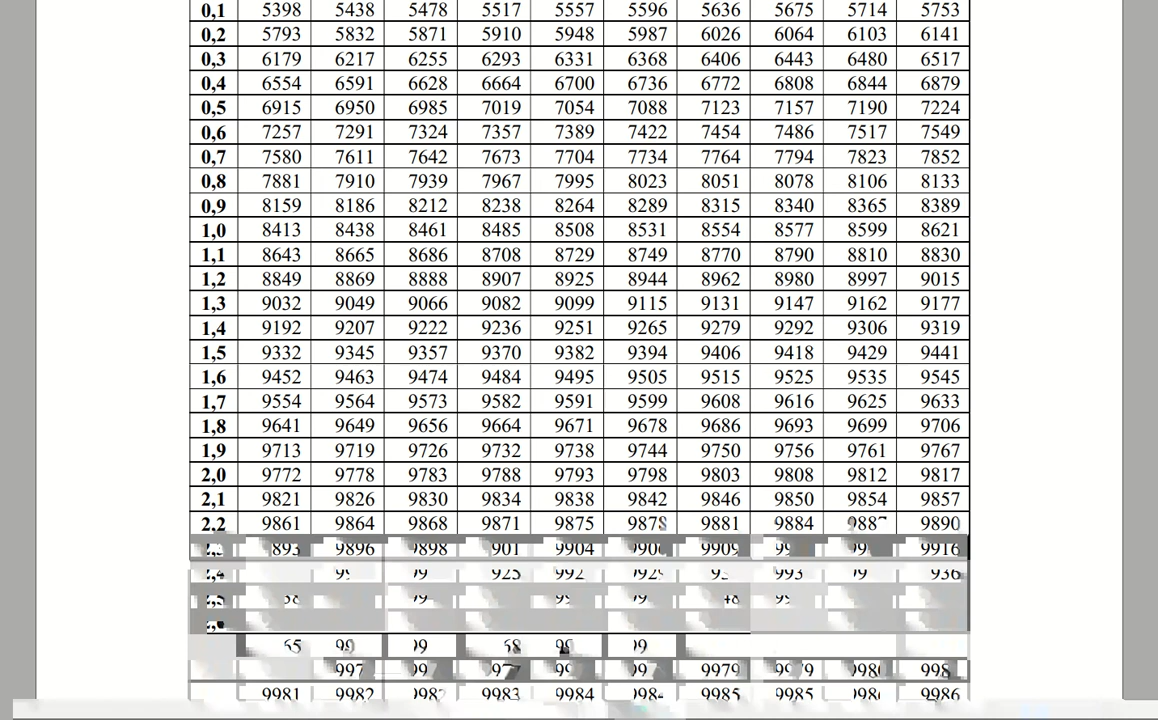 0,1 5398 5438 5478 5517 5557 5596 5636 5675 5714 5753
0,2 5793 5832 5871 5910 5948 5987 6026 6064 6103 6141
0,3 6179 6217 6255 6293 6331 6368 6406 6443 6480 6517
0,4 6554 6591 6628 6664 6700 6736 6772 6808 6844 6879
0,5 6915 6950 6985 7019 7054 7088 7123 7157 7190 7224
0,6 7257 7291 7324 7357 7389 7422 7454 7486 7517 7549
0,7 7580 7611 7642 7673 7704 7734 7764 7794 7823 7852
0,8 7881 7910 7939 7967 7995 8023 8051 8078 8106 8133
0,9 8159 8186 8212 8238 8264 8289 8315 8340 8365 8389
1,0 8413 8438 8461 8485 8508 8531 8554 8577 8599 8621
1,1 8643 8665 8686 8708 8729 8749 8770 8790 8810 8830
1,2 8849 8869 8888 8907 8925 8944 8962 8980 8997 9015
1,3 9032 9049 9066 9082 9099 9115 9131 9147 9162 9177
1,4 9192 9207 9222 9236 9251 9265 9279 9292 9306 9319
1,5 9332 9345 9357 9370 9382 9394 9406 9418 9429 9441
1,6 9452 9463 9474 9484 9495 9505 9515 9525 9535 9545
1,7 9554 9564 9573 9582 9591 9599 9608 9616 9625 9633
1,8 9641 9649 9656 9664 9671 9678 9686 9693 9699 9706
1,9 9713 9719 9726 9732 9738 9744 9750 9756 9761 9767
2,0 9772 9778 9783 9788 9793 9798 9803 9808 9812 9817
2,1 9821 9826 9830 9834 9838 9842 9846 9850 9854 9857
2,2 9861 9864 9868 9871 9875 9878 9881 9884 9887 9890
9896 9898 9904 9909 9916
9979 9979
9981 9982 9983 9984 9985 9985 9986